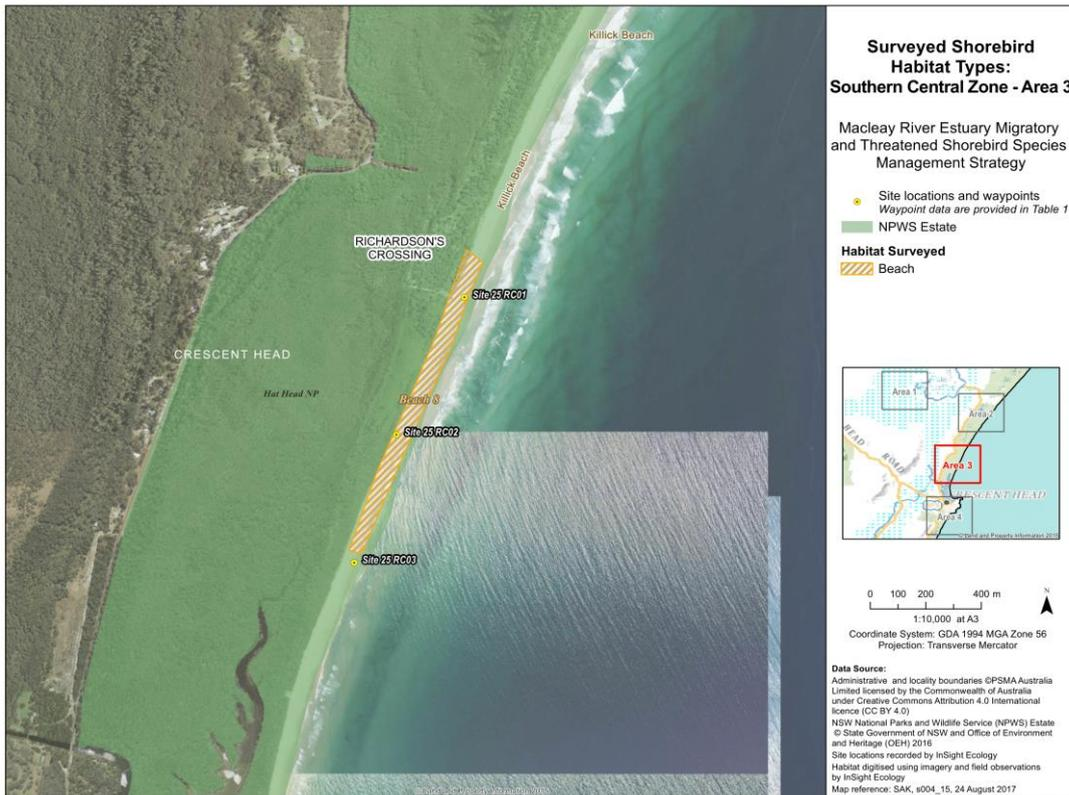 Killick Beach
Killick Beach
RICHARDSON'S
CROSSING
Site 25 RC01
CRESCENT HEAD
Hat Head NP
Beach 8
Site 25 RC02
Site 25 RC03
Surveyed Shorebird
Habitat Types:
Southern Central Zone - Area 3
Macleay River Estuary Migratory
and Threatened Shorebird Species
Management Strategy
Site locations and waypoints
Waypoint data are provided in Table 1
NPWS Estate
Habitat Surveyed
Beach
Area 1
Area 2
HEAD
ROAD
Area 3
CRESCENT HEAD
Area 4
0 100 200 400 m
N
1:10,000 at A3
Coordinate System: GDA 1994 MGA Zone 56
Projection: Transverse Mercator
Data Source:
Administrative and locality boundaries ©PSMA Australia
Limited licensed by the Commonwealth of Australia
under Creative Commons Attribution 4.0 International
licence (CC BY 4.0)
NSW National Parks and Wildlife Service (NPWS) Estate
© State Government of NSW and Office of Environment
and Heritage (OEH) 2016
Site locations recorded by InSight Ecology
Habitat digitised using imagery and field observations
by InSight Ecology
Map reference: SAK, s004_15, 24 August 2017